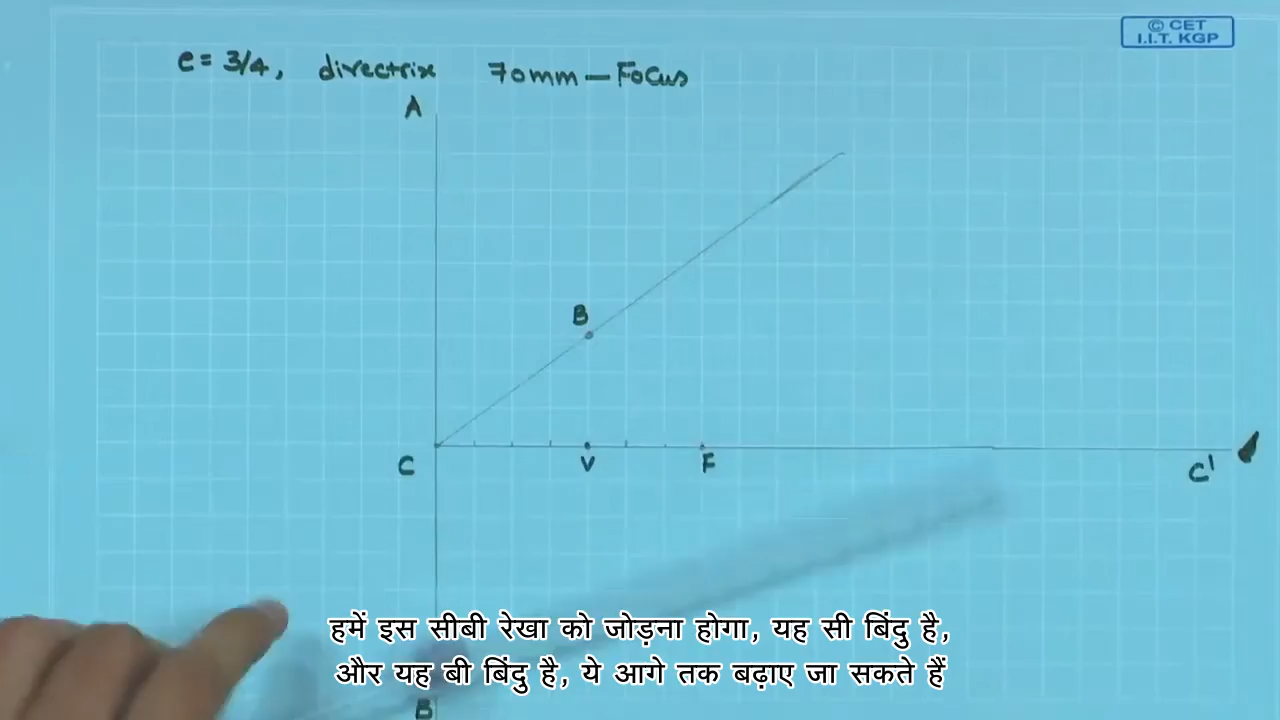 © CET
I.I.T. KGP
e = 3/4, directrix 70mm — Focus
A
B
C V F C'
हमें इस सीबी रेखा को जोड़ना होगा, यह सी बिंदु है,
और यह बी बिंदु है, ये आगे तक बढ़ाए जा सकते हैं
B